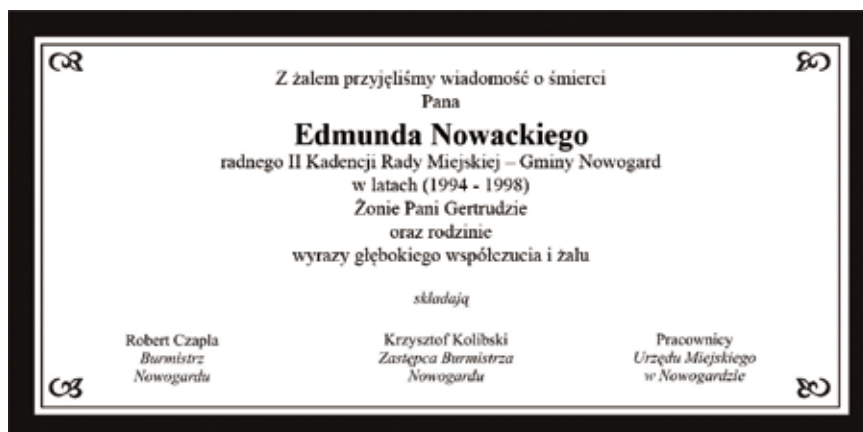 Z żalem przyjęliśmy wiadomość o śmierci
Pana
Edmunda Nowackiego
radnego II Kadencji Rady Miejskiej – Gminy Nowogard
w latach (1994 - 1998)
Żonie Pani Gertrudzie
oraz rodzinie
wyrazy głębokiego współczucia i żalu
składają
Robert Czapla
Burmistrz
Nowogardu
Krzysztof Kolibski
Zastępca Burmistrza
Nowogardu
Pracownicy
Urzędu Miejskiego
w Nowogardzie